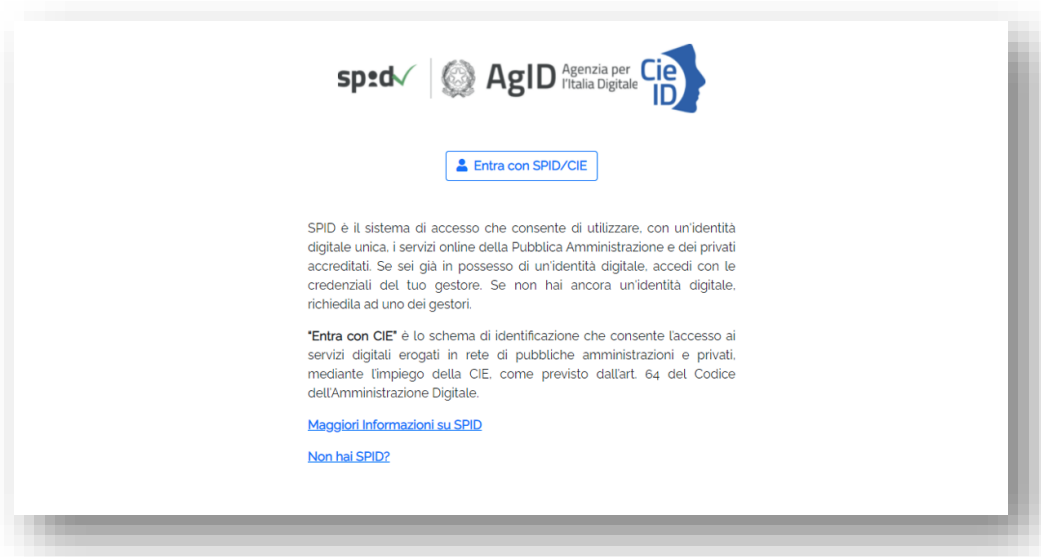 spid AgID Agenzia per l'Italia Digitale Cie ID
Entra con SPID/CIE
SPID è il sistema di accesso che consente di utilizzare, con un'identità
digitale unica, i servizi online della Pubblica Amministrazione e dei privati
accreditati. Se sei già in possesso di un'identità digitale, accedi con le
credenziali del tuo gestore. Se non hai ancora un'identità digitale,
richiedila ad uno dei gestori.
"Entra con CIE" è lo schema di identificazione che consente l'accesso ai
servizi digitali erogati in rete di pubbliche amministrazioni e privati,
mediante l'impiego della CIE, come previsto dall'art. 64 del Codice
dell'Amministrazione Digitale.
Maggiori Informazioni su SPID
Non hai SPID?